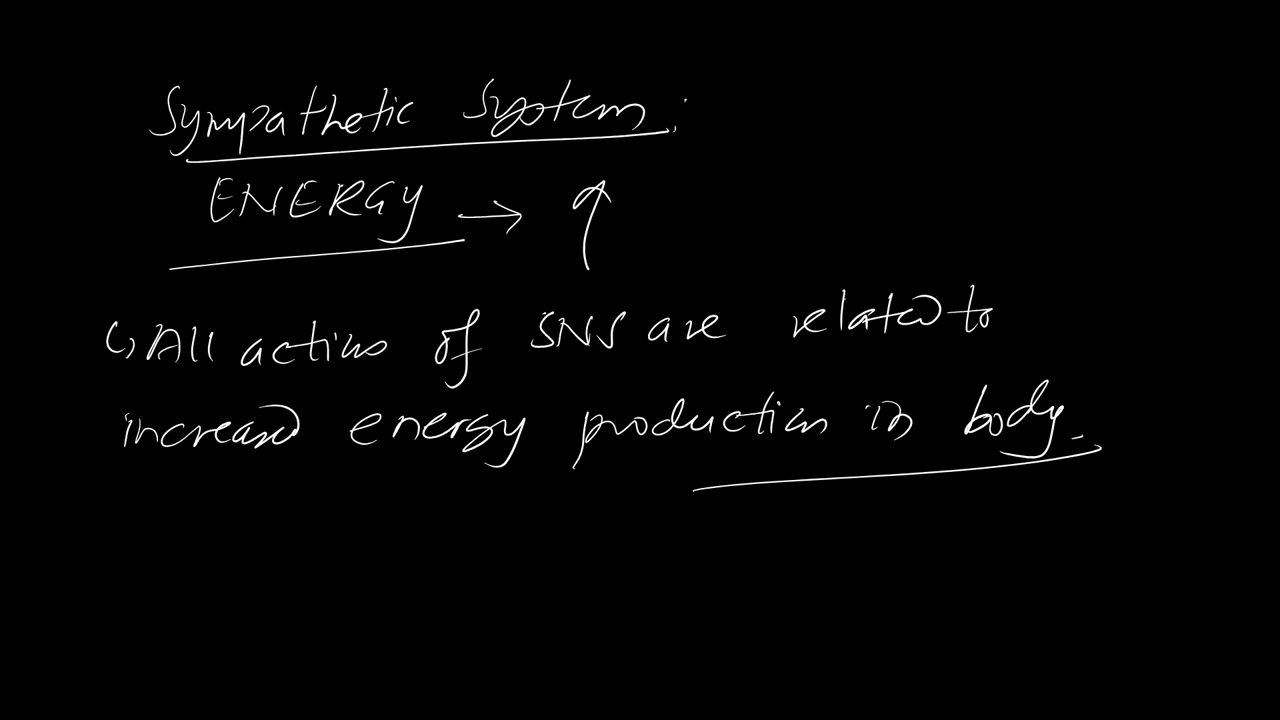 Sympathetic System:
ENERGY → ↑
↳ All actions of SNS are related to
increased energy production in body.